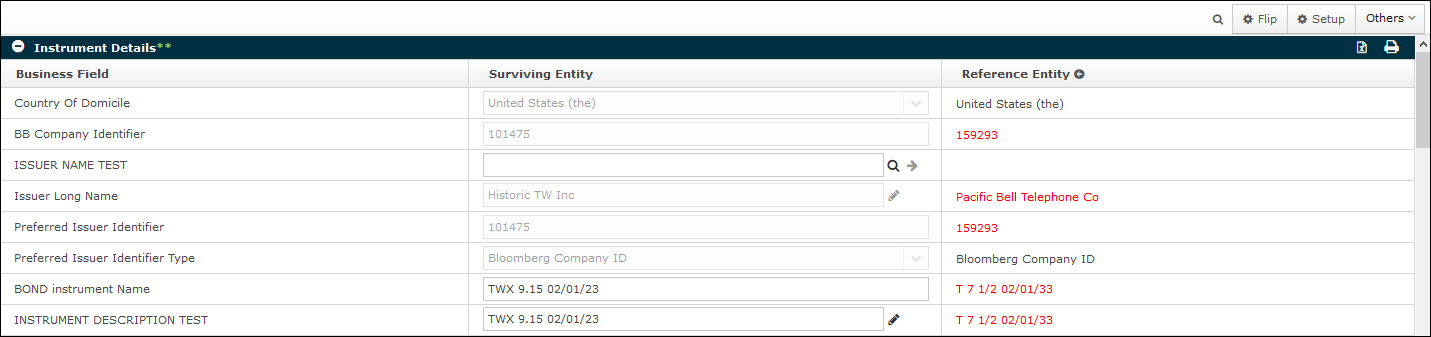 Flip Setup Others
Instrument Details**
Business Field Surviving Entity Reference Entity
Country Of Domicile United States (the) United States (the)
BB Company Identifier 101475 159293
ISSUER NAME TEST
Issuer Long Name Historic TW Inc Pacific Bell Telephone Co
Preferred Issuer Identifier 101475 159293
Preferred Issuer Identifier Type Bloomberg Company ID Bloomberg Company ID
BOND instrument Name TWX 9.15 02/01/23 T 7 1/2 02/01/33
INSTRUMENT DESCRIPTION TEST TWX 9.15 02/01/23 T 7 1/2 02/01/33